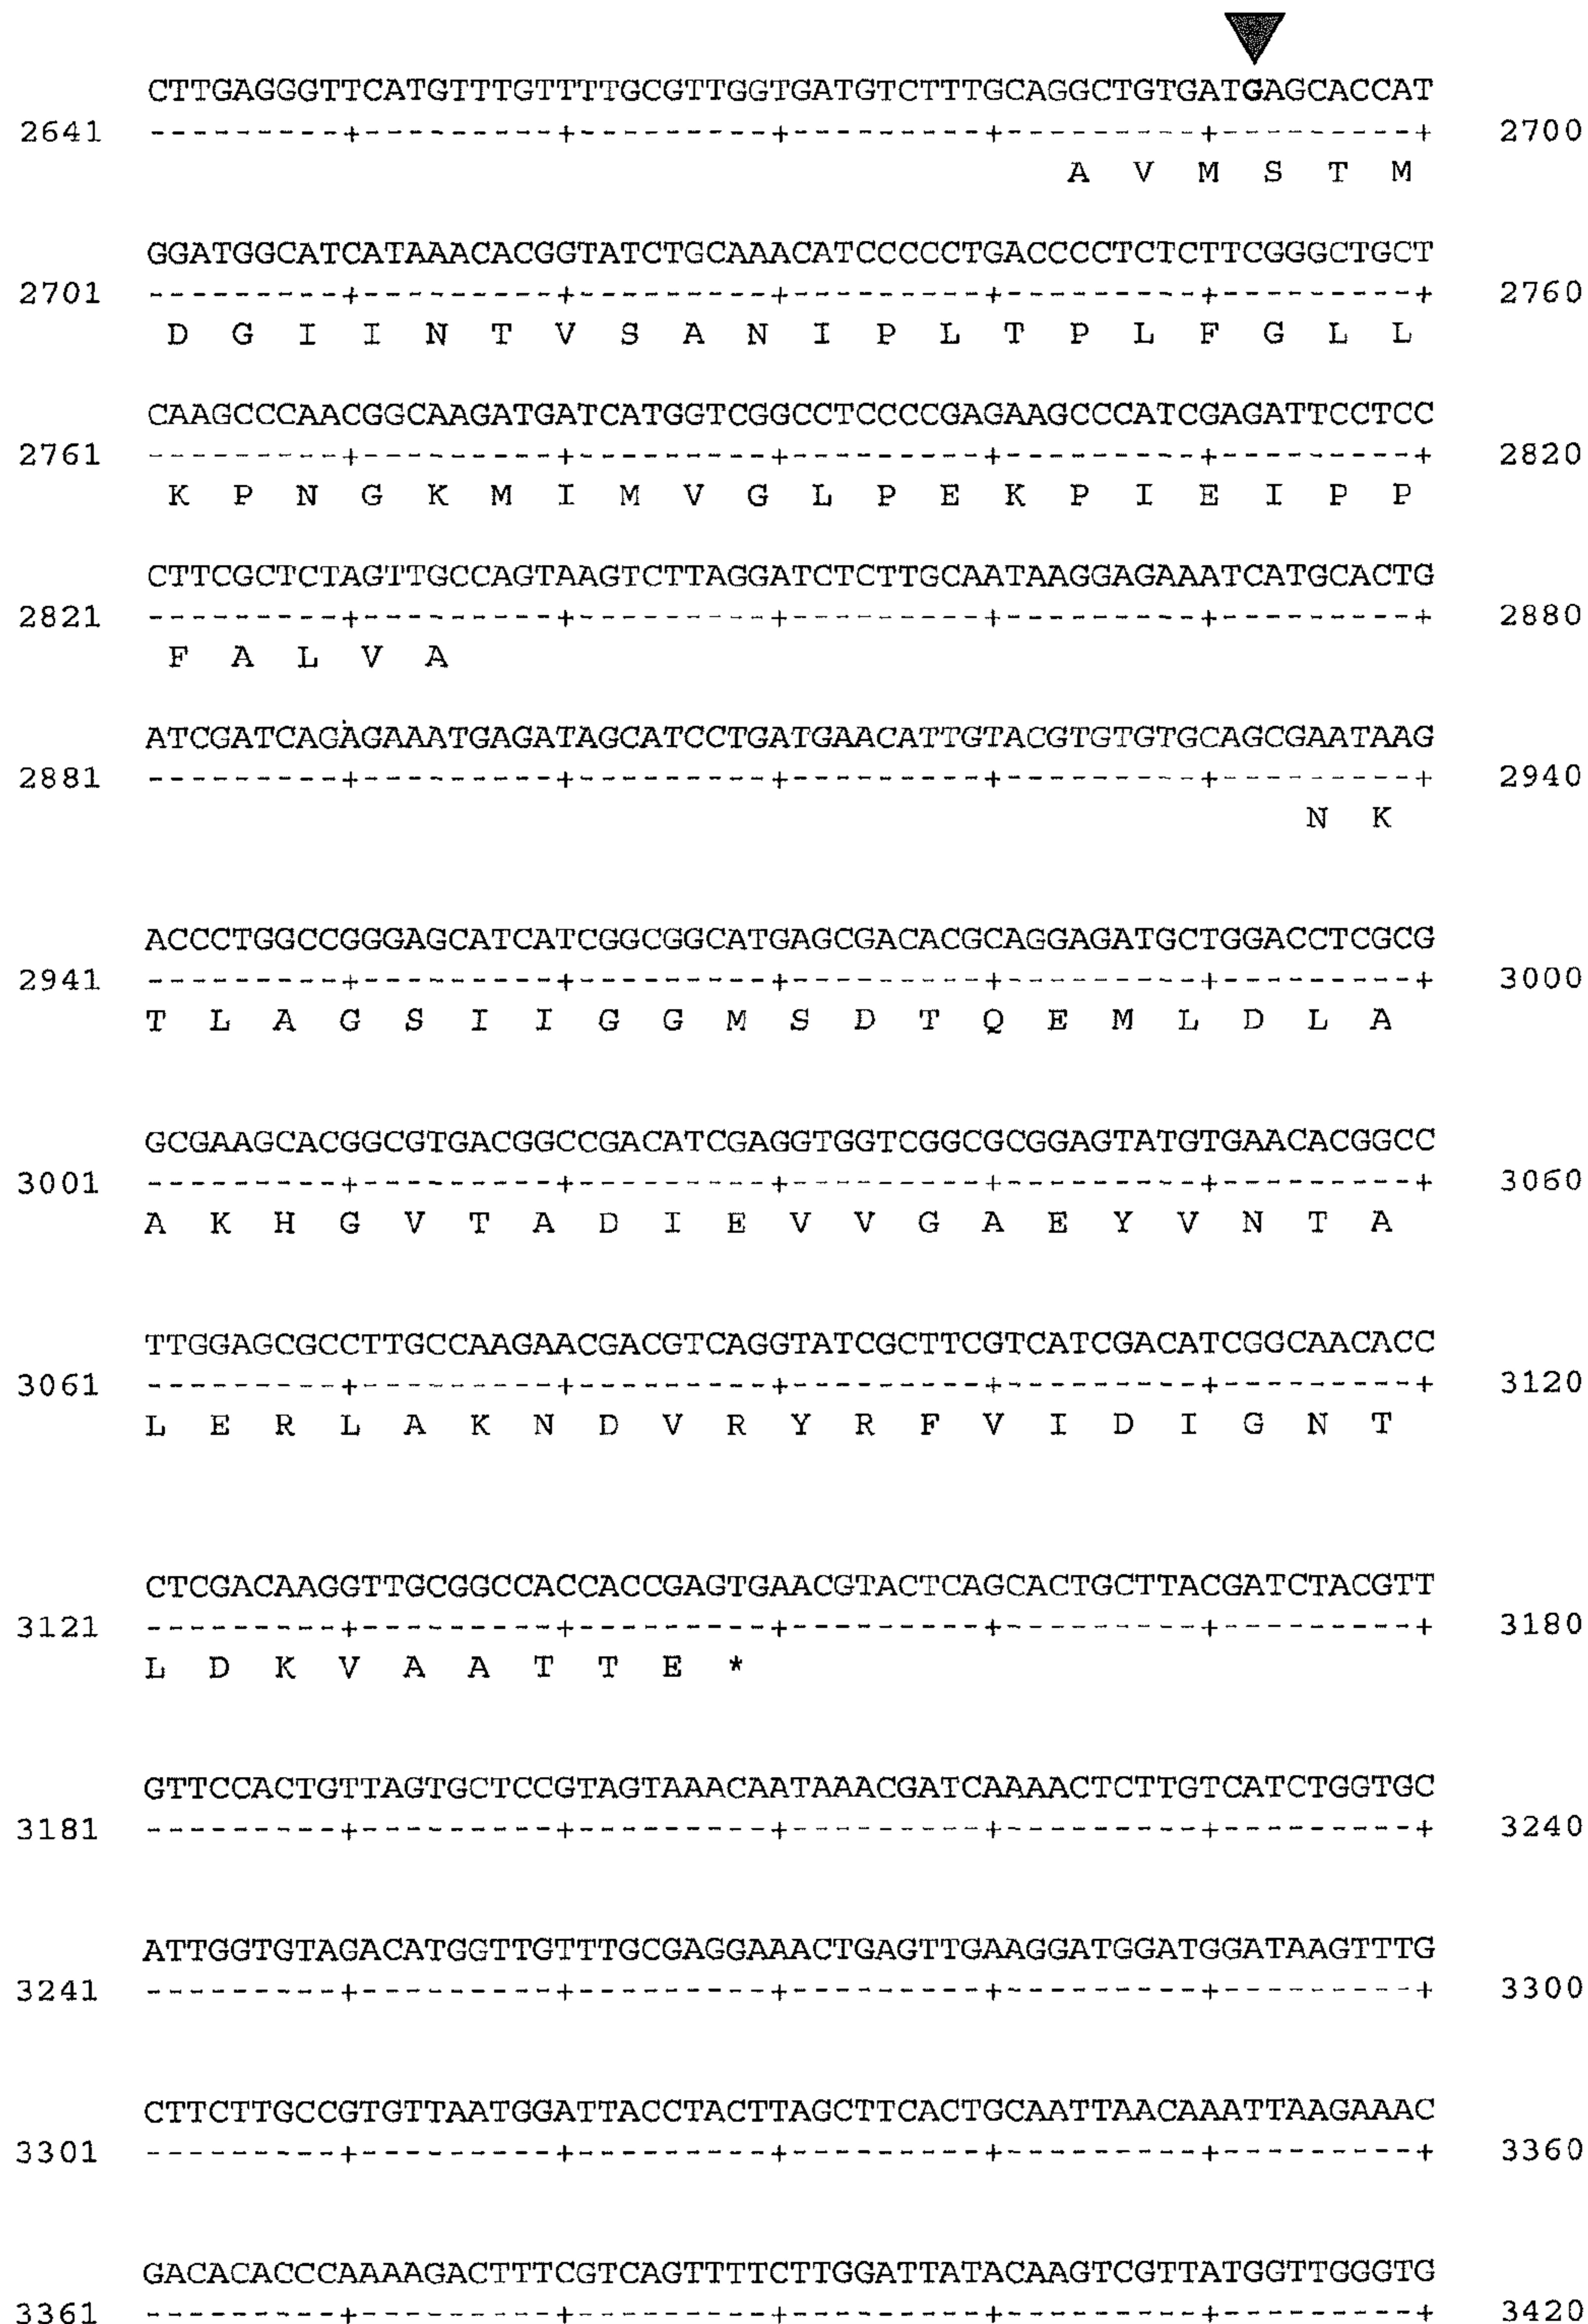 CTTGAGGGTTCATGTTTGTTTTGCGTTGGTGATGTCTTTGCAGGCTGTGATGAGCACCAT
2641 ---------+---------+---------+---------+---------+---------+ 2700
A V M S T M
GGATGGCATCATAAACACGGTATCTGCAAACATCCCCCTGACCCCTCTCTTCGGGCTGCT
2701 ---------+---------+---------+---------+---------+---------+ 2760
D G I I N T V S A N I P L T P L F G L L
CAAGCCCAACGGCAAGATGATCATGGTCGGCCTCCCCGAGAAGCCCATCGAGATTCCTCC
2761 ---------+---------+---------+---------+---------+---------+ 2820
K P N G K M I M V G L P E K P I E I P P
CTTCGCTCTAGTTGCCAGTAAGTCTTAGGATCTCTTGCAATAAGGAGAAATCATGCACTG
2821 ---------+---------+---------+---------+---------+---------+ 2880
F A L V A
ATCGATCAGAGAAATGAGATAGCATCCTGATGAACATTGTACGTGTGTGCAGCGAATAAG
2881 ---------+---------+---------+---------+---------+---------+ 2940
N K
ACCCTGGCCGGGAGCATCATCGGCGGCATGAGCGACACGCAGGAGATGCTGGACCTCGCG
2941 ---------+---------+---------+---------+---------+---------+ 3000
T L A G S I I G G M S D T Q E M L D L A
GCGAAGCACGGCGTGACGGCCGACATCGAGGTGGTCGGCGCGGAGTATGTGAACACGGCC
3001 ---------+---------+---------+---------+---------+---------+ 3060
A K H G V T A D I E V V G A E Y V N T A
TTGGAGCGCCTTGCCAAGAACGACGTCAGGTATCGCTTCGTCATCGACATCGGCAACACC
3061 ---------+---------+---------+---------+---------+---------+ 3120
L E R L A K N D V R Y R F V I D I G N T
CTCGACAAGGTTGCGGCCACCACCGAGTGAACGTACTCAGCACTGCTTACGATCTACGTT
3121 ---------+---------+---------+---------+---------+---------+ 3180
L D K V A A T T E *
GTTCCACTGTTAGTGCTCCGTAGTAAACAATAAACGATCAAAACTCTTGTCATCTGGTGC
3181 ---------+---------+---------+---------+---------+---------+ 3240
ATTGGTGTAGACATGGTTGTTTGCGAGGAAACTGAGTTGAAGGATGGATGGATAAGTTTG
3241 ---------+---------+---------+---------+---------+---------+ 3300
CTTCTTGCCGTGTTAATGGATTACCTACTTAGCTTCACTGCAATTAACAAATTAAGAAAC
3301 ---------+---------+---------+---------+---------+---------+ 3360
GACACACCCAAAAGACTTTCGTCAGTTTTCTTGGATTATACAAGTCGTTATGGTTGGGTG
3361 ---------+---------+---------+---------+---------+---------+ 3420